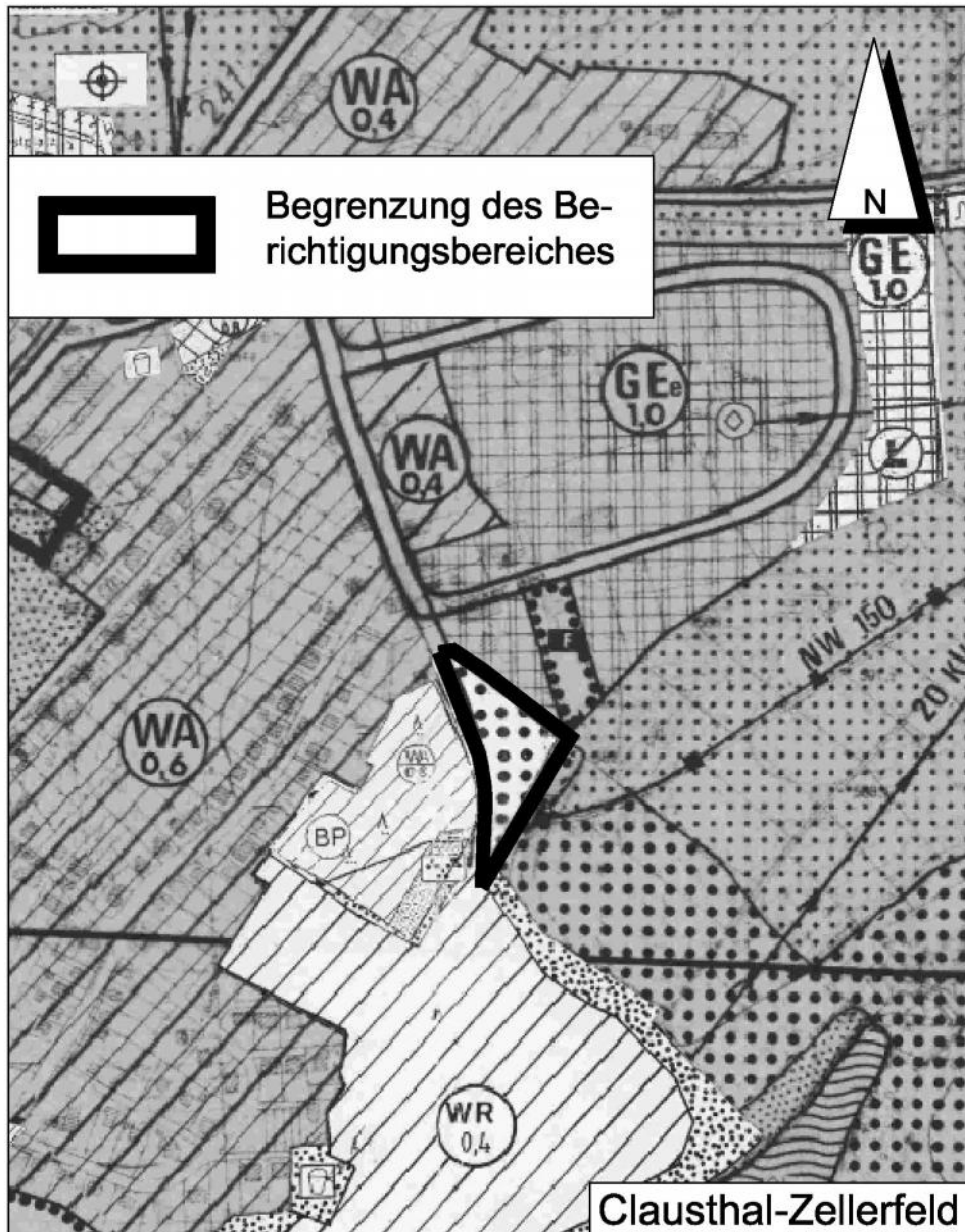 WA
0,4
241
Begrenzung des Be-
richtigungsbereiches
N
GE
1.0
GEe
1.0
WA
0,4
F
NW 150
20 KV
WA
0,6
BP
WR
0,4
Clausthal-Zellerfeld